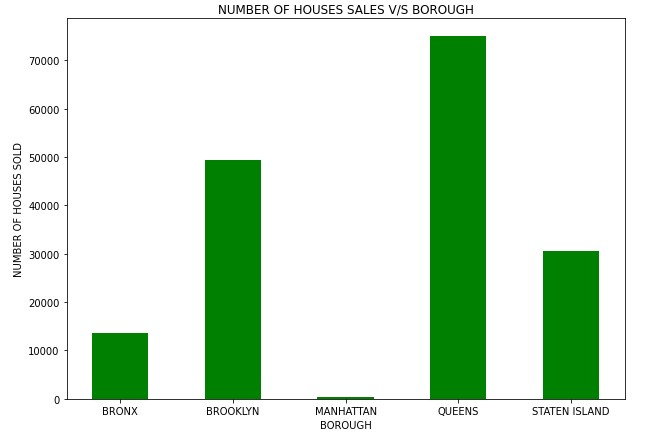 NUMBER OF HOUSES SALES V/S BOROUGH
NUMBER OF HOUSES SOLD
70000
60000
50000
40000
30000
20000
10000
0
BRONX BROOKLYN MANHATTAN QUEENS STATEN ISLAND
BOROUGH